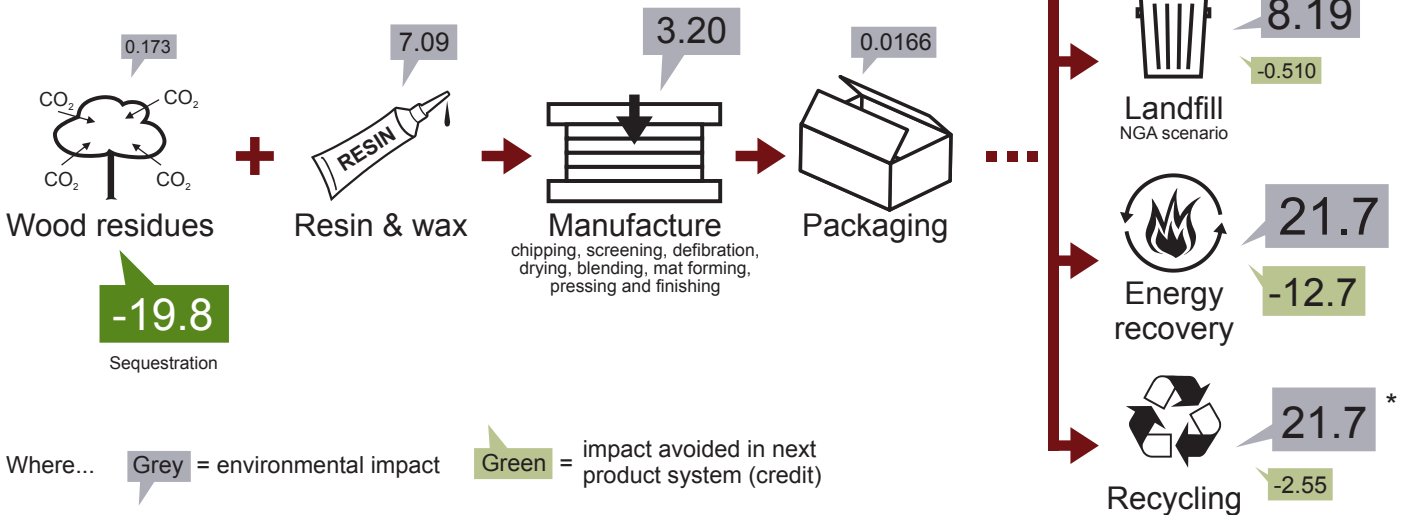 0.173
CO₂
CO₂
CO₂
CO₂
Wood residues
-19.8
Sequestration
7.09
RESIN
Resin & wax
3.20
Manufacture
chipping, screening, defibration,
drying, blending, mat forming,
pressing and finishing
0.0166
Packaging
8.19
-0.510
Landfill
NGA scenario
21.7
-12.7
Energy
recovery
21.7 *
-2.55
Recycling
Where... Grey = environmental impact
Green = impact avoided in next
product system (credit)